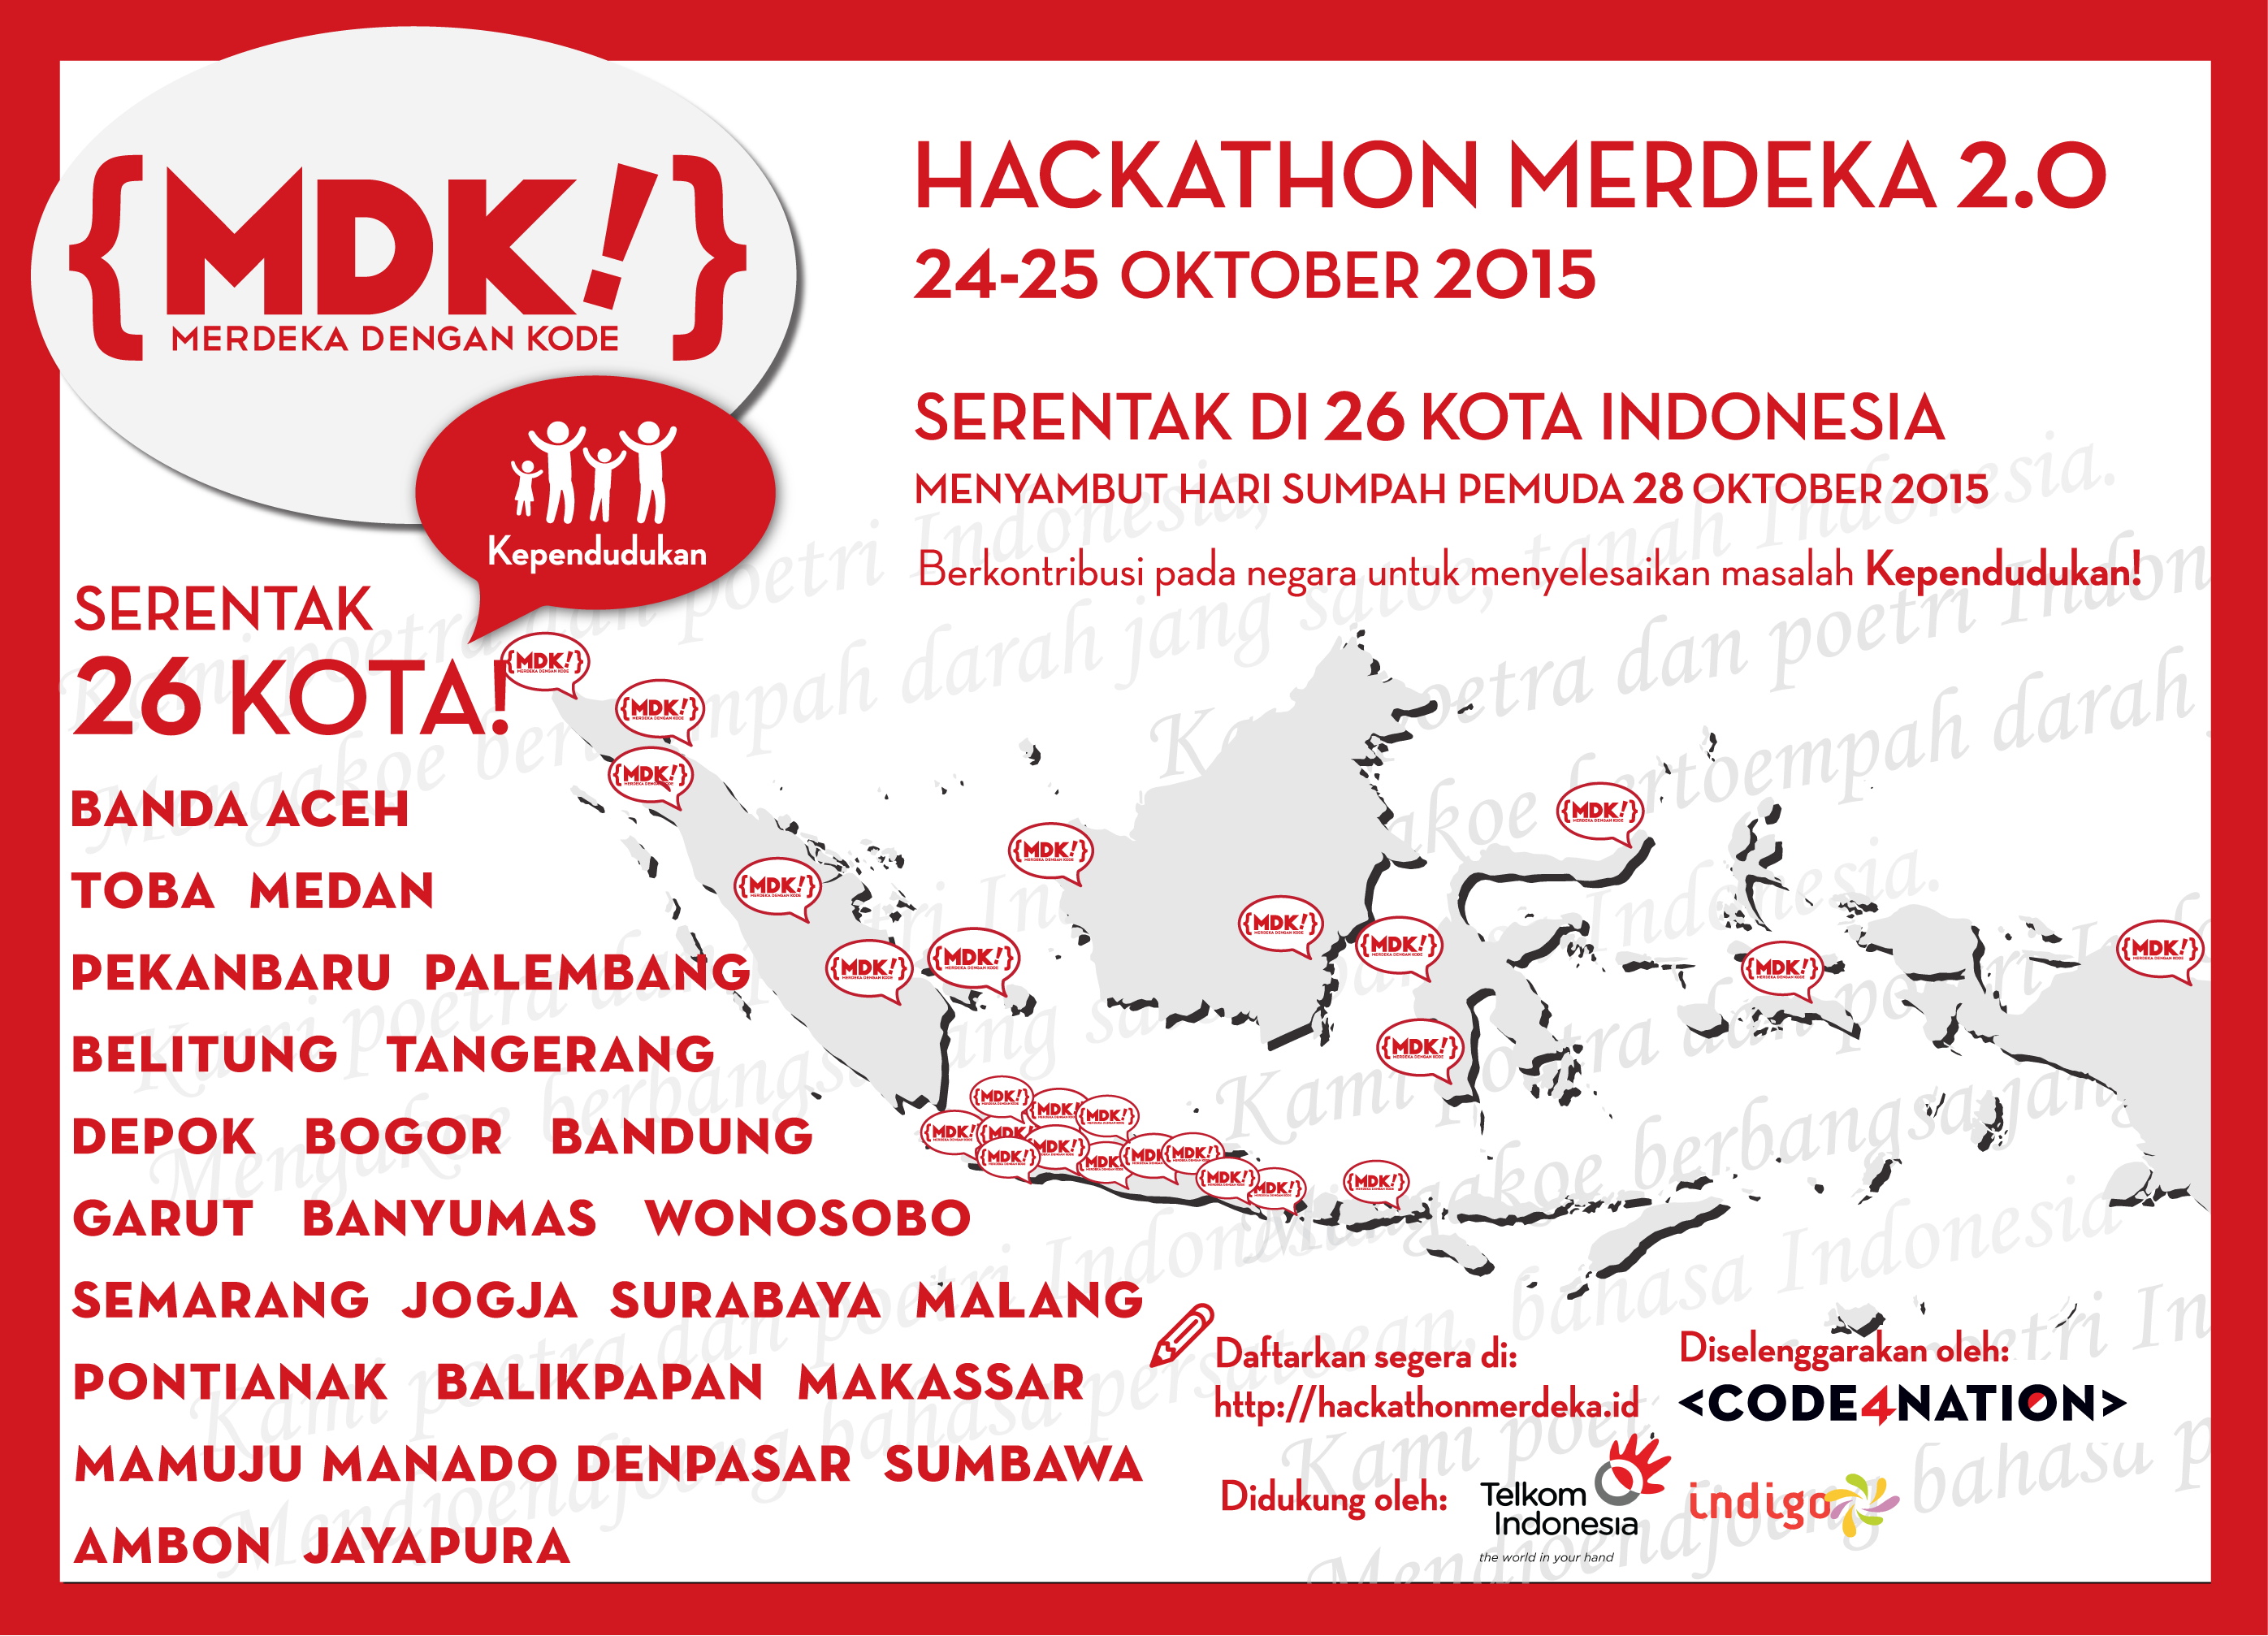 {MDK!}
MERDEKA DENGAN KODE
Kependudukan
HACKATHON MERDEKA 2.0
24-25 OKTOBER 2015
SERENTAK DI 26 KOTA INDONESIA
MENYAMBUT HARI SUMPAH PEMUDA 28 OKTOBER 2015
Berkontribusi pada negara untuk menyelesaikan masalah Kependudukan!
SERENTAK
26 KOTA!
BANDA ACEH
TOBA MEDAN
PEKANBARU PALEMBANG
BELITUNG TANGERANG
DEPOK BOGOR BANDUNG
GARUT BANYUMAS WONOSOBO
SEMARANG JOGJA SURABAYA MALANG
PONTIANAK BALIKPAPAN MAKASSAR
MAMUJU MANADO DENPASAR SUMBAWA
AMBON JAYAPURA
Daftarkan segera di:
http://hackathonmerdeka.id
Diselenggarakan oleh:
<CODE4NATION>
Didukung oleh:
Telkom
Indonesia
the world in your hand
indigo